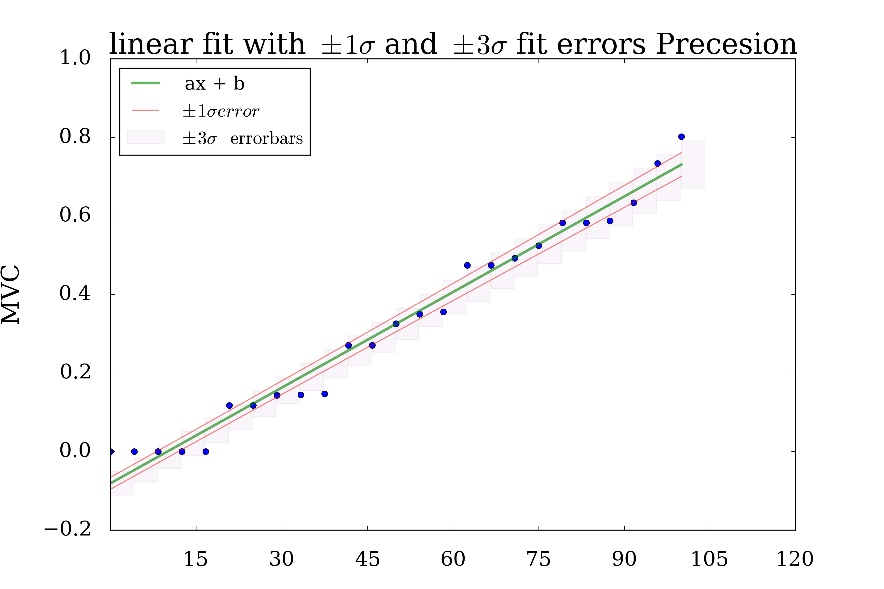 linear fit with ±1σ and ±3σ fit errors Precesion
ax + b
±1σerror
±3σ errorbars
1.0
0.8
0.6
0.4
0.2
0.0
−0.2
MVC
15 30 45 60 75 90 105 120